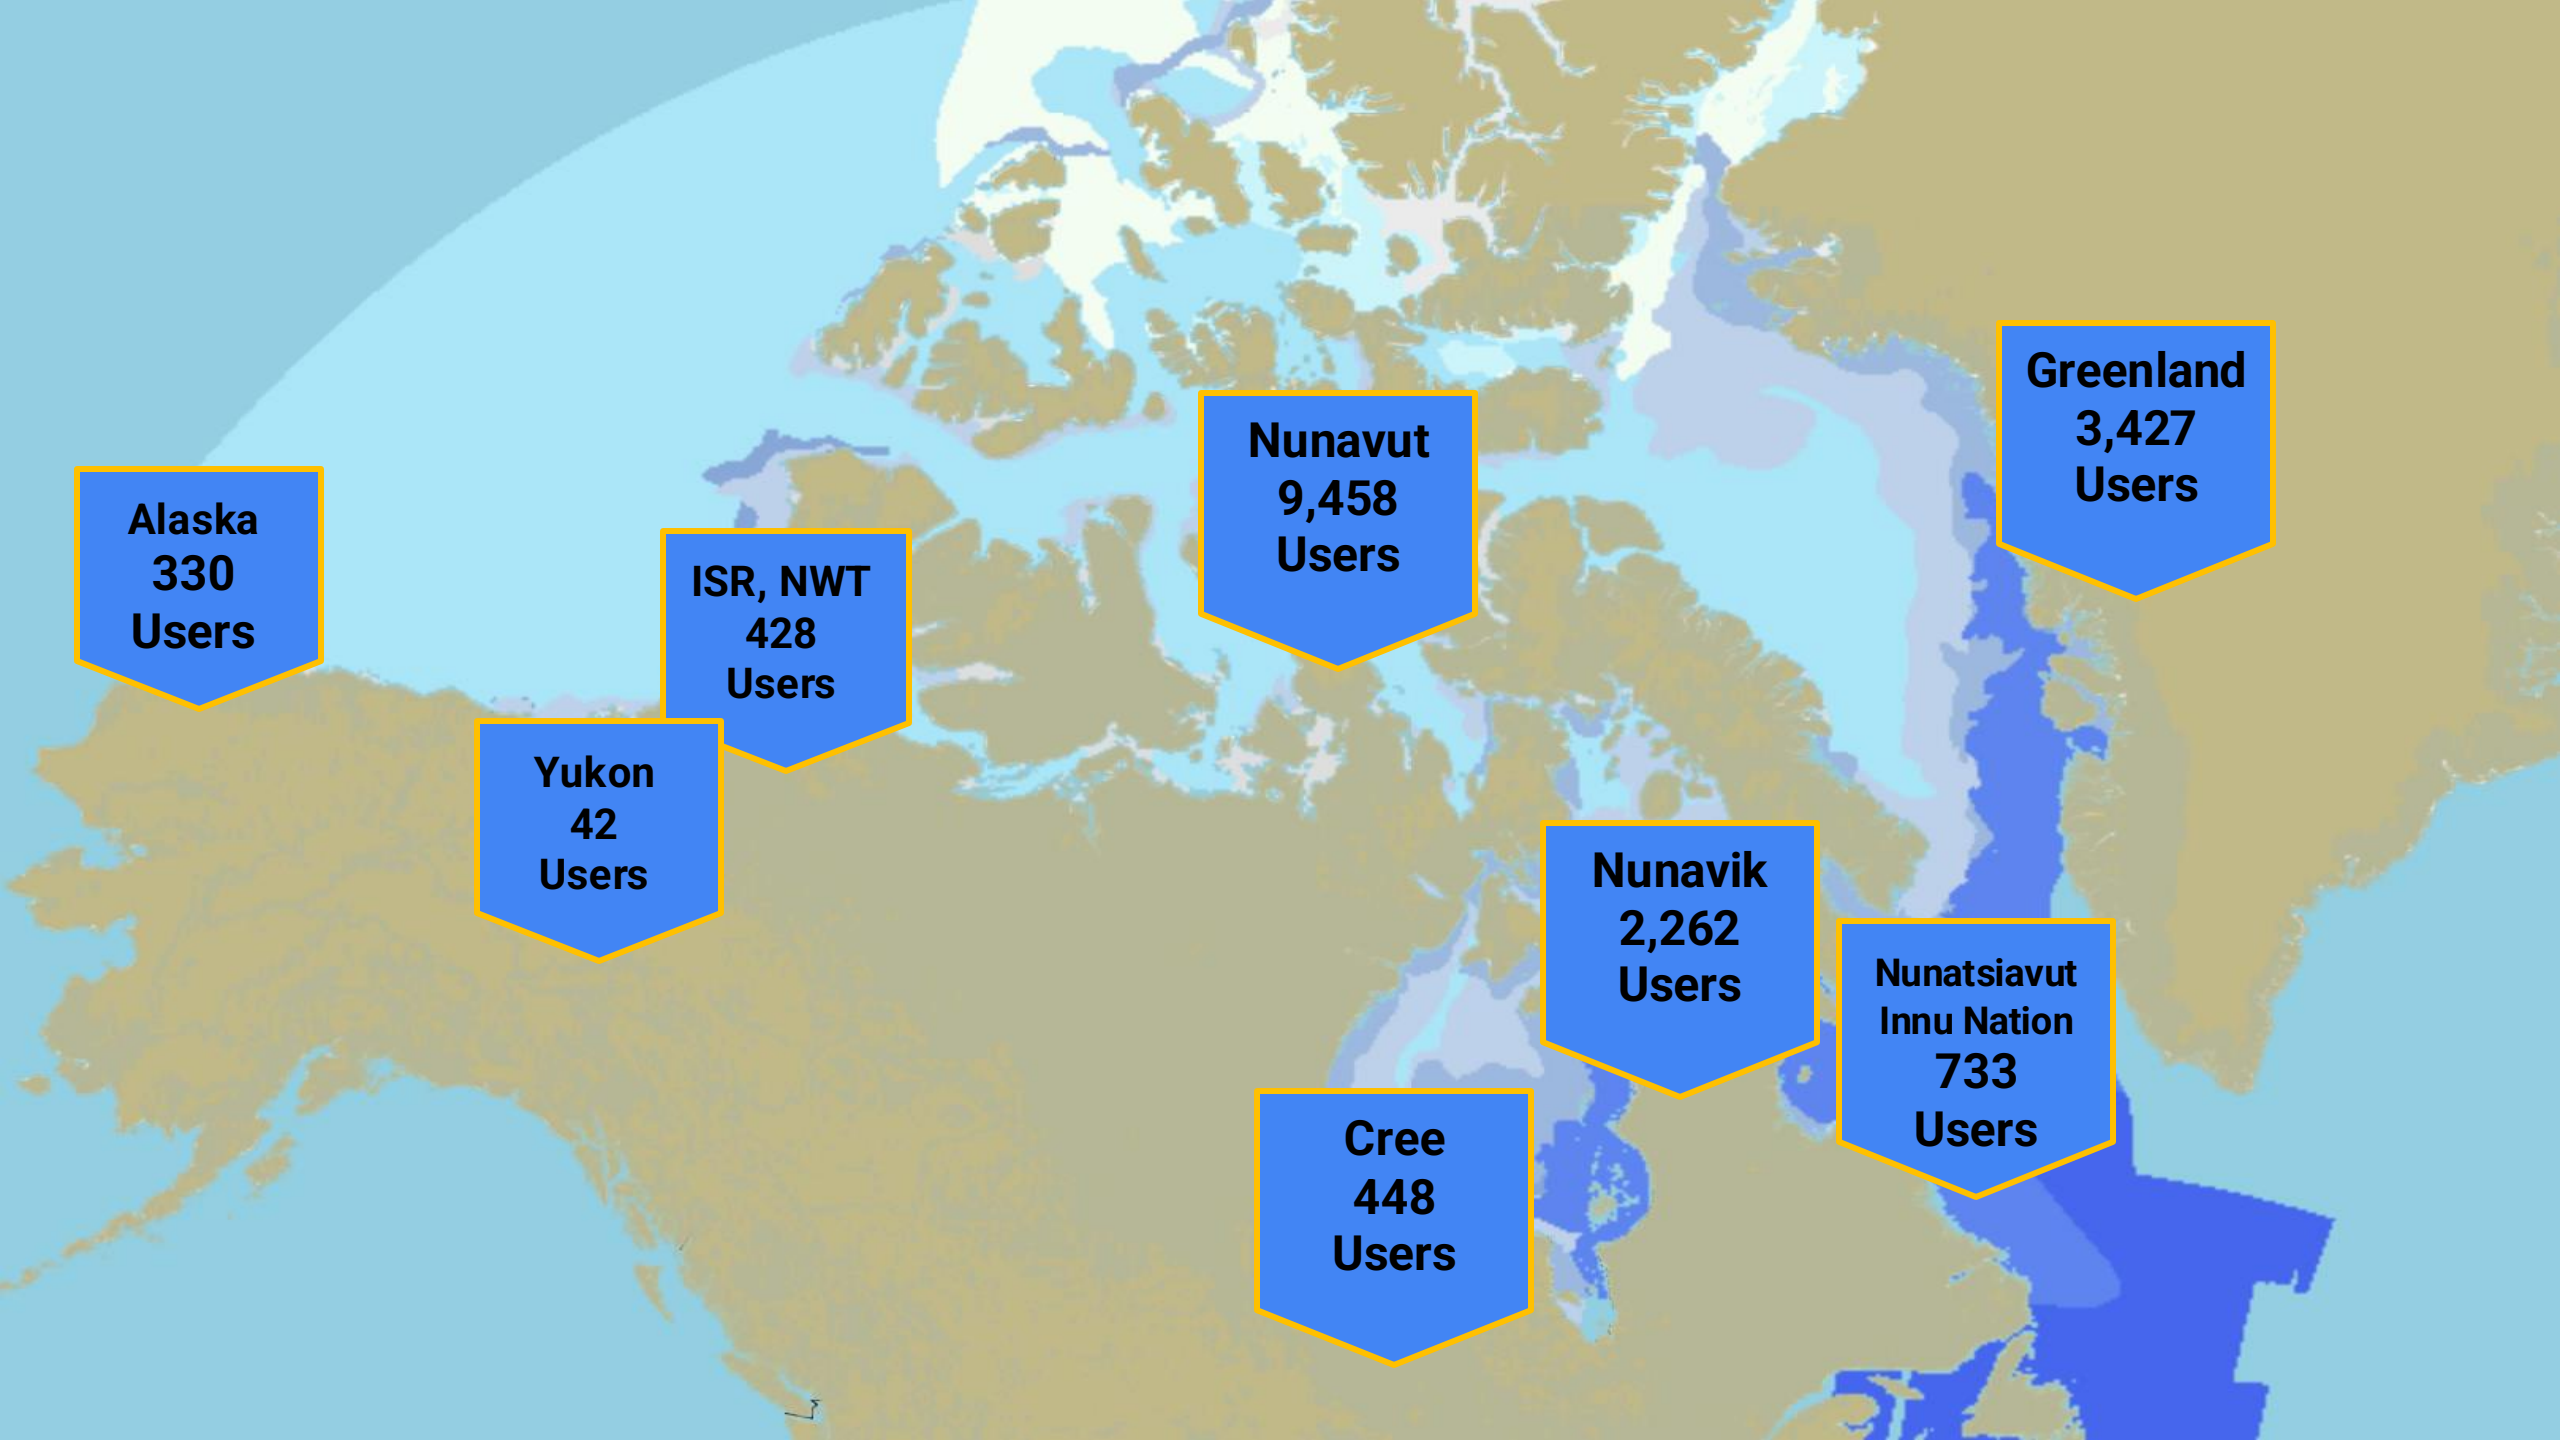 Greenland
3,427
Users
Nunavut
9,458
Users
Alaska
330
Users
ISR, NWT
428
Users
Yukon
42
Users
Nunavik
2,262
Users
Nunatsiavut
Innu Nation
733
Users
Cree
448
Users